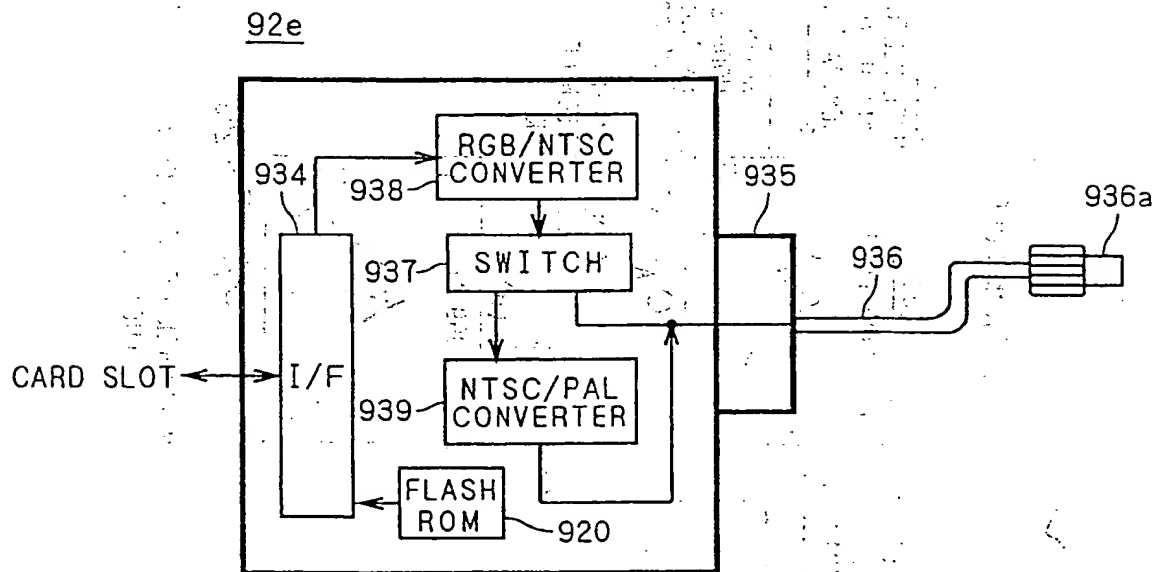 92e
RGB/NTSC
CONVERTER
934
938
935
936a
937
SWITCH
936
CARD SLOT
I/F
NTSC/PAL
CONVERTER
939
FLASH
ROM
920